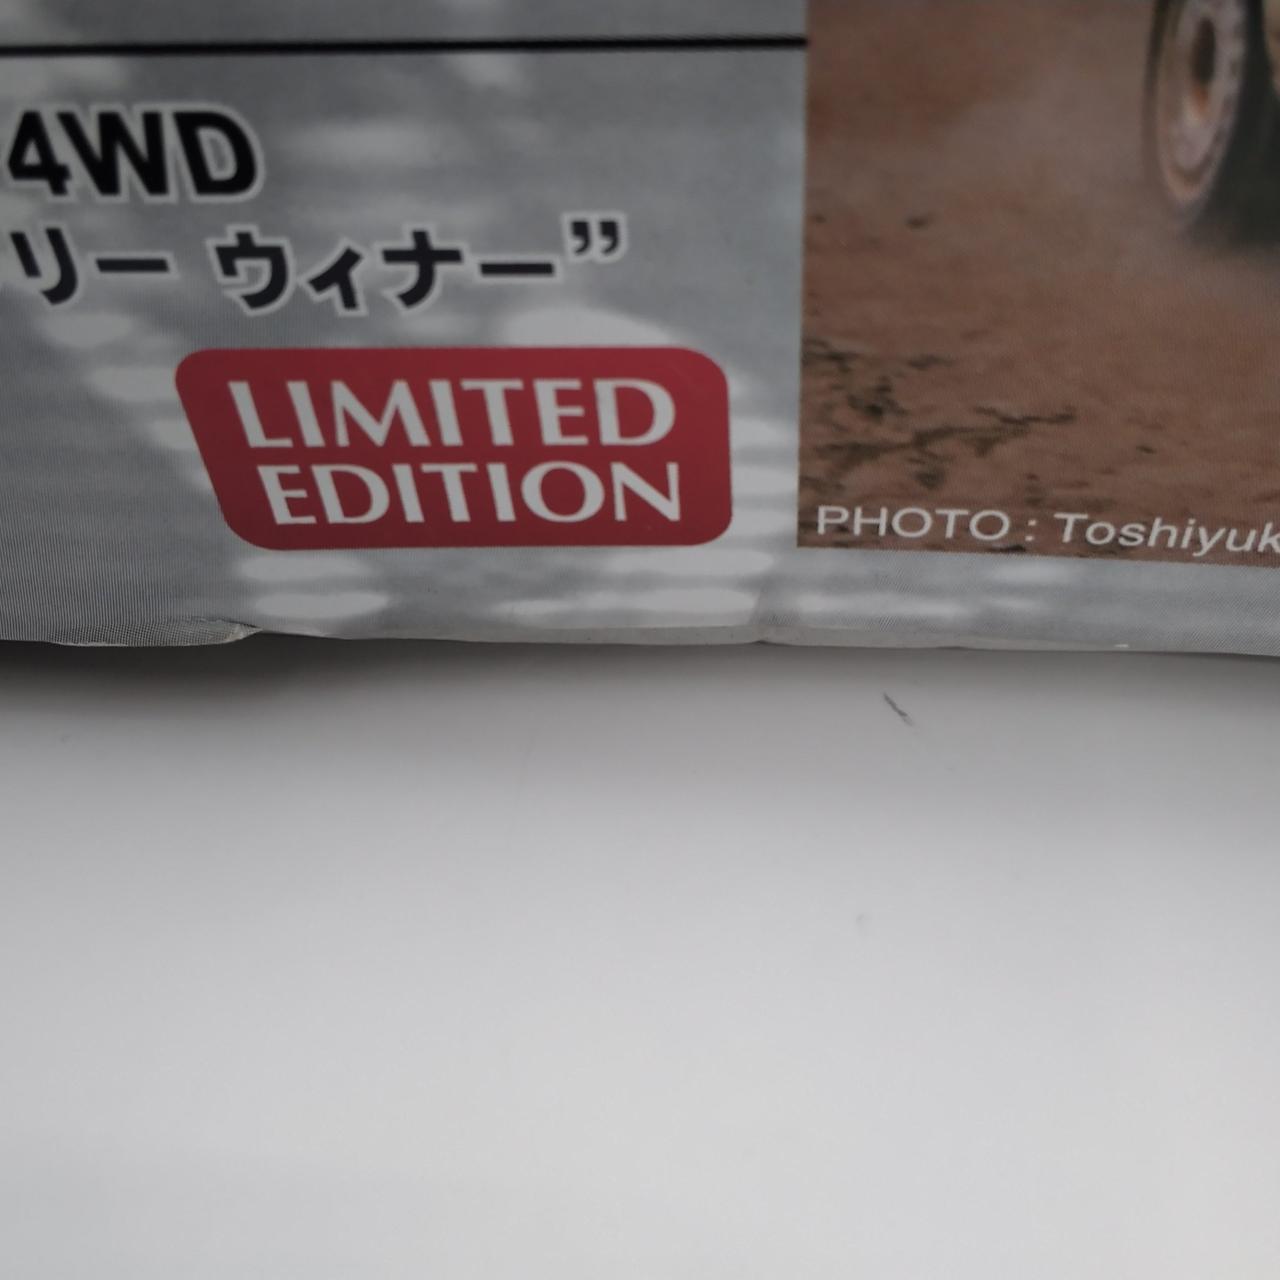 4WD
リー ウィナー”
LIMITED
EDITION
PHOTO : Toshiyuk